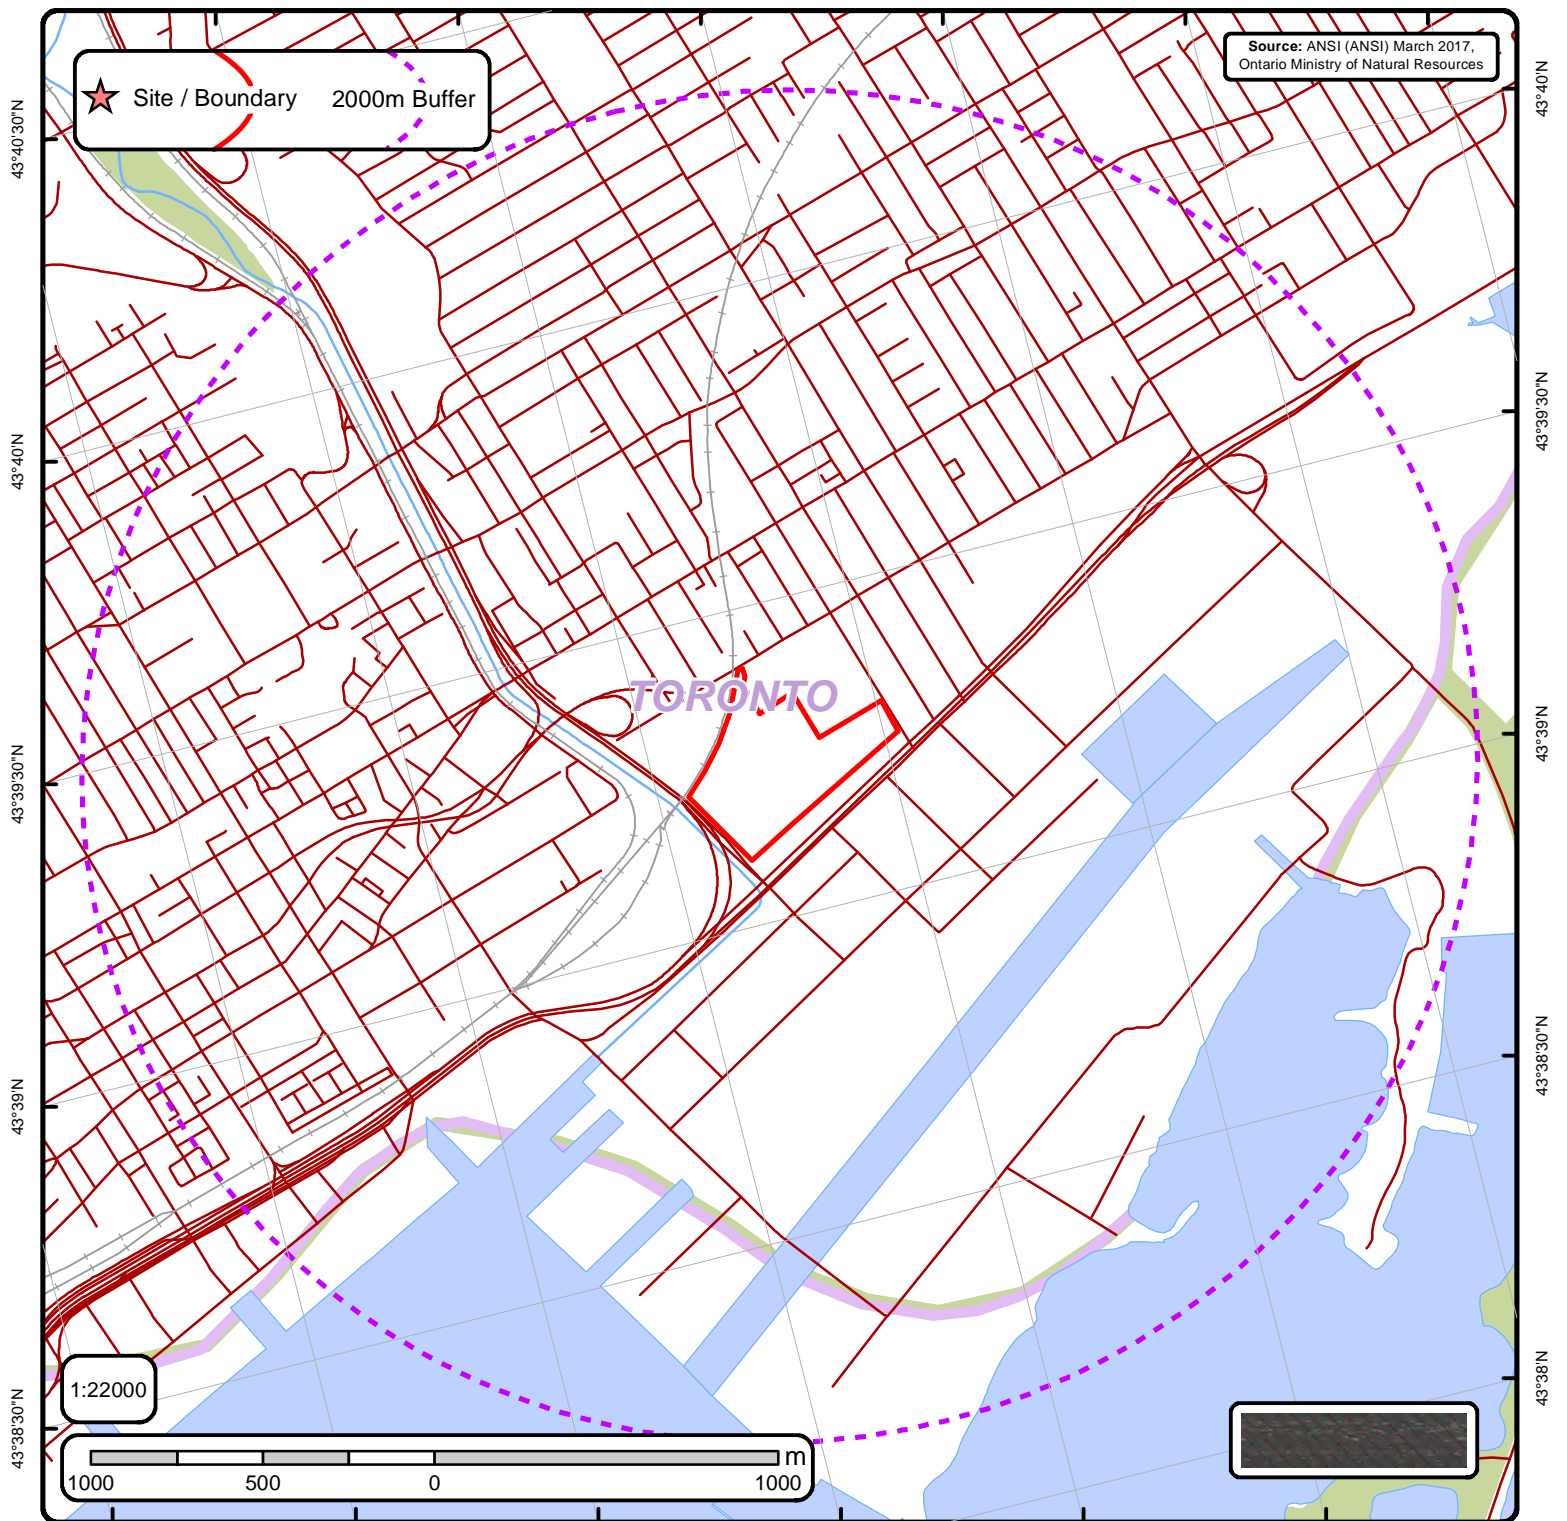 Source: ANSI (ANSI) March 2017,
Ontario Ministry of Natural Resources
Site / Boundary 2000m Buffer
43°40'30"N
43°40'N
43°39'30"N
43°39'N
43°38'30"N
43°40'N
43°39'30"N
43°39'N
43°38'30"N
43°38'N
TORONTO
1:22000
m
1000 500 0 1000